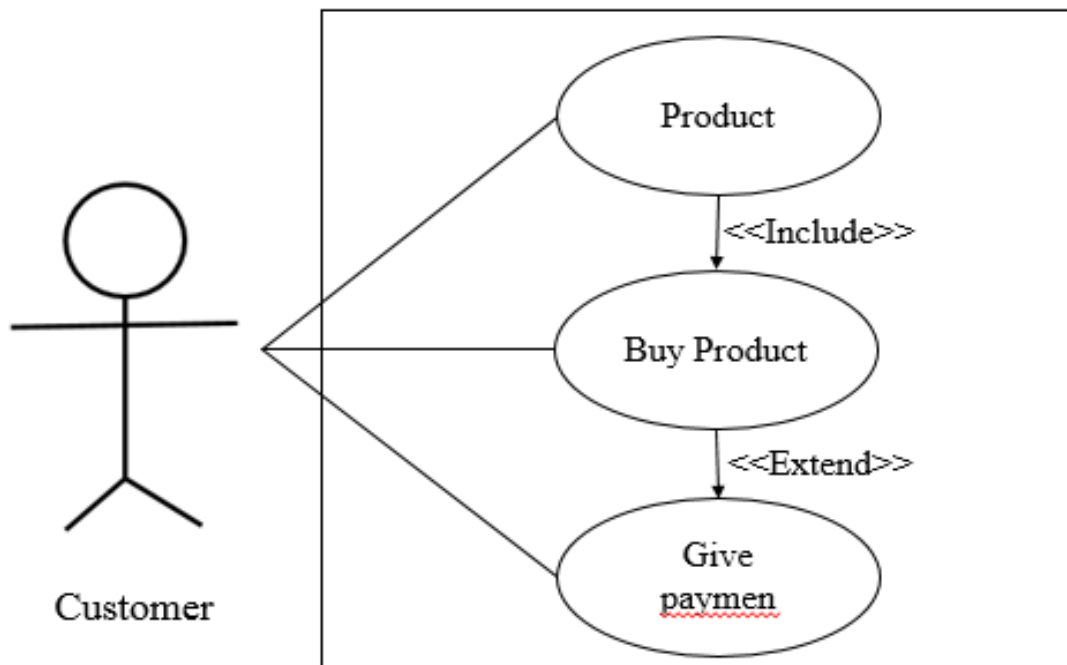 Product
<<Include>>
Buy Product
<<Extend>>
Give
paymen
Customer